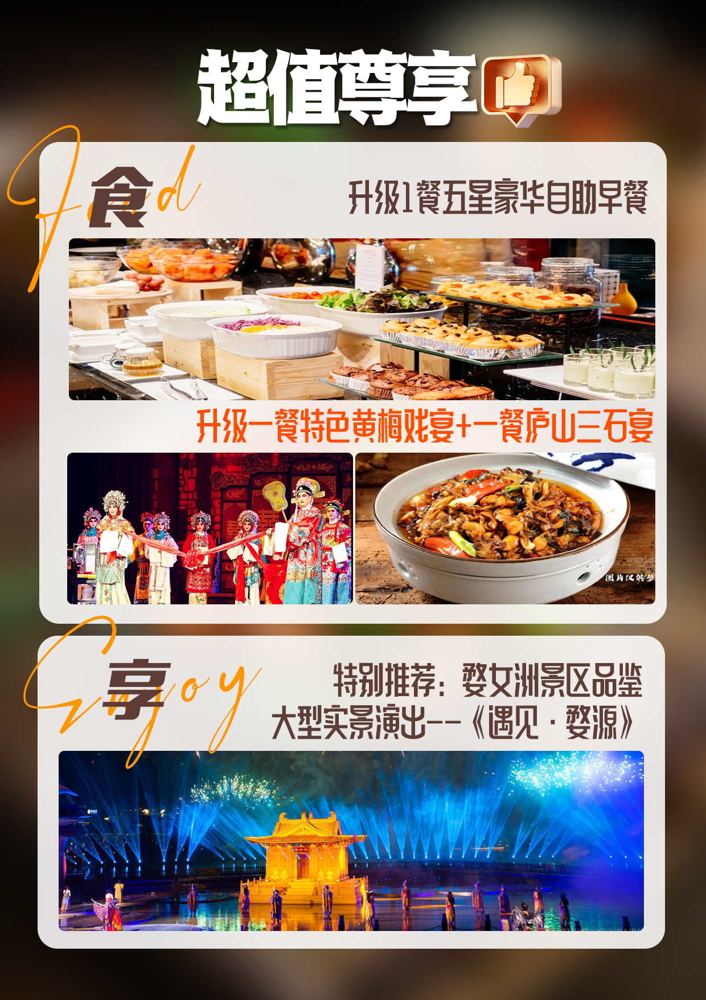 超值尊享
Food
食
升级1餐五星豪华自助早餐
升级一餐特色黄梅戏宴+一餐庐山三石宴
图片仅供参
Enjoy
享
特别推荐：婺女洲景区品鉴
大型实景演出--《遇见·婺源》